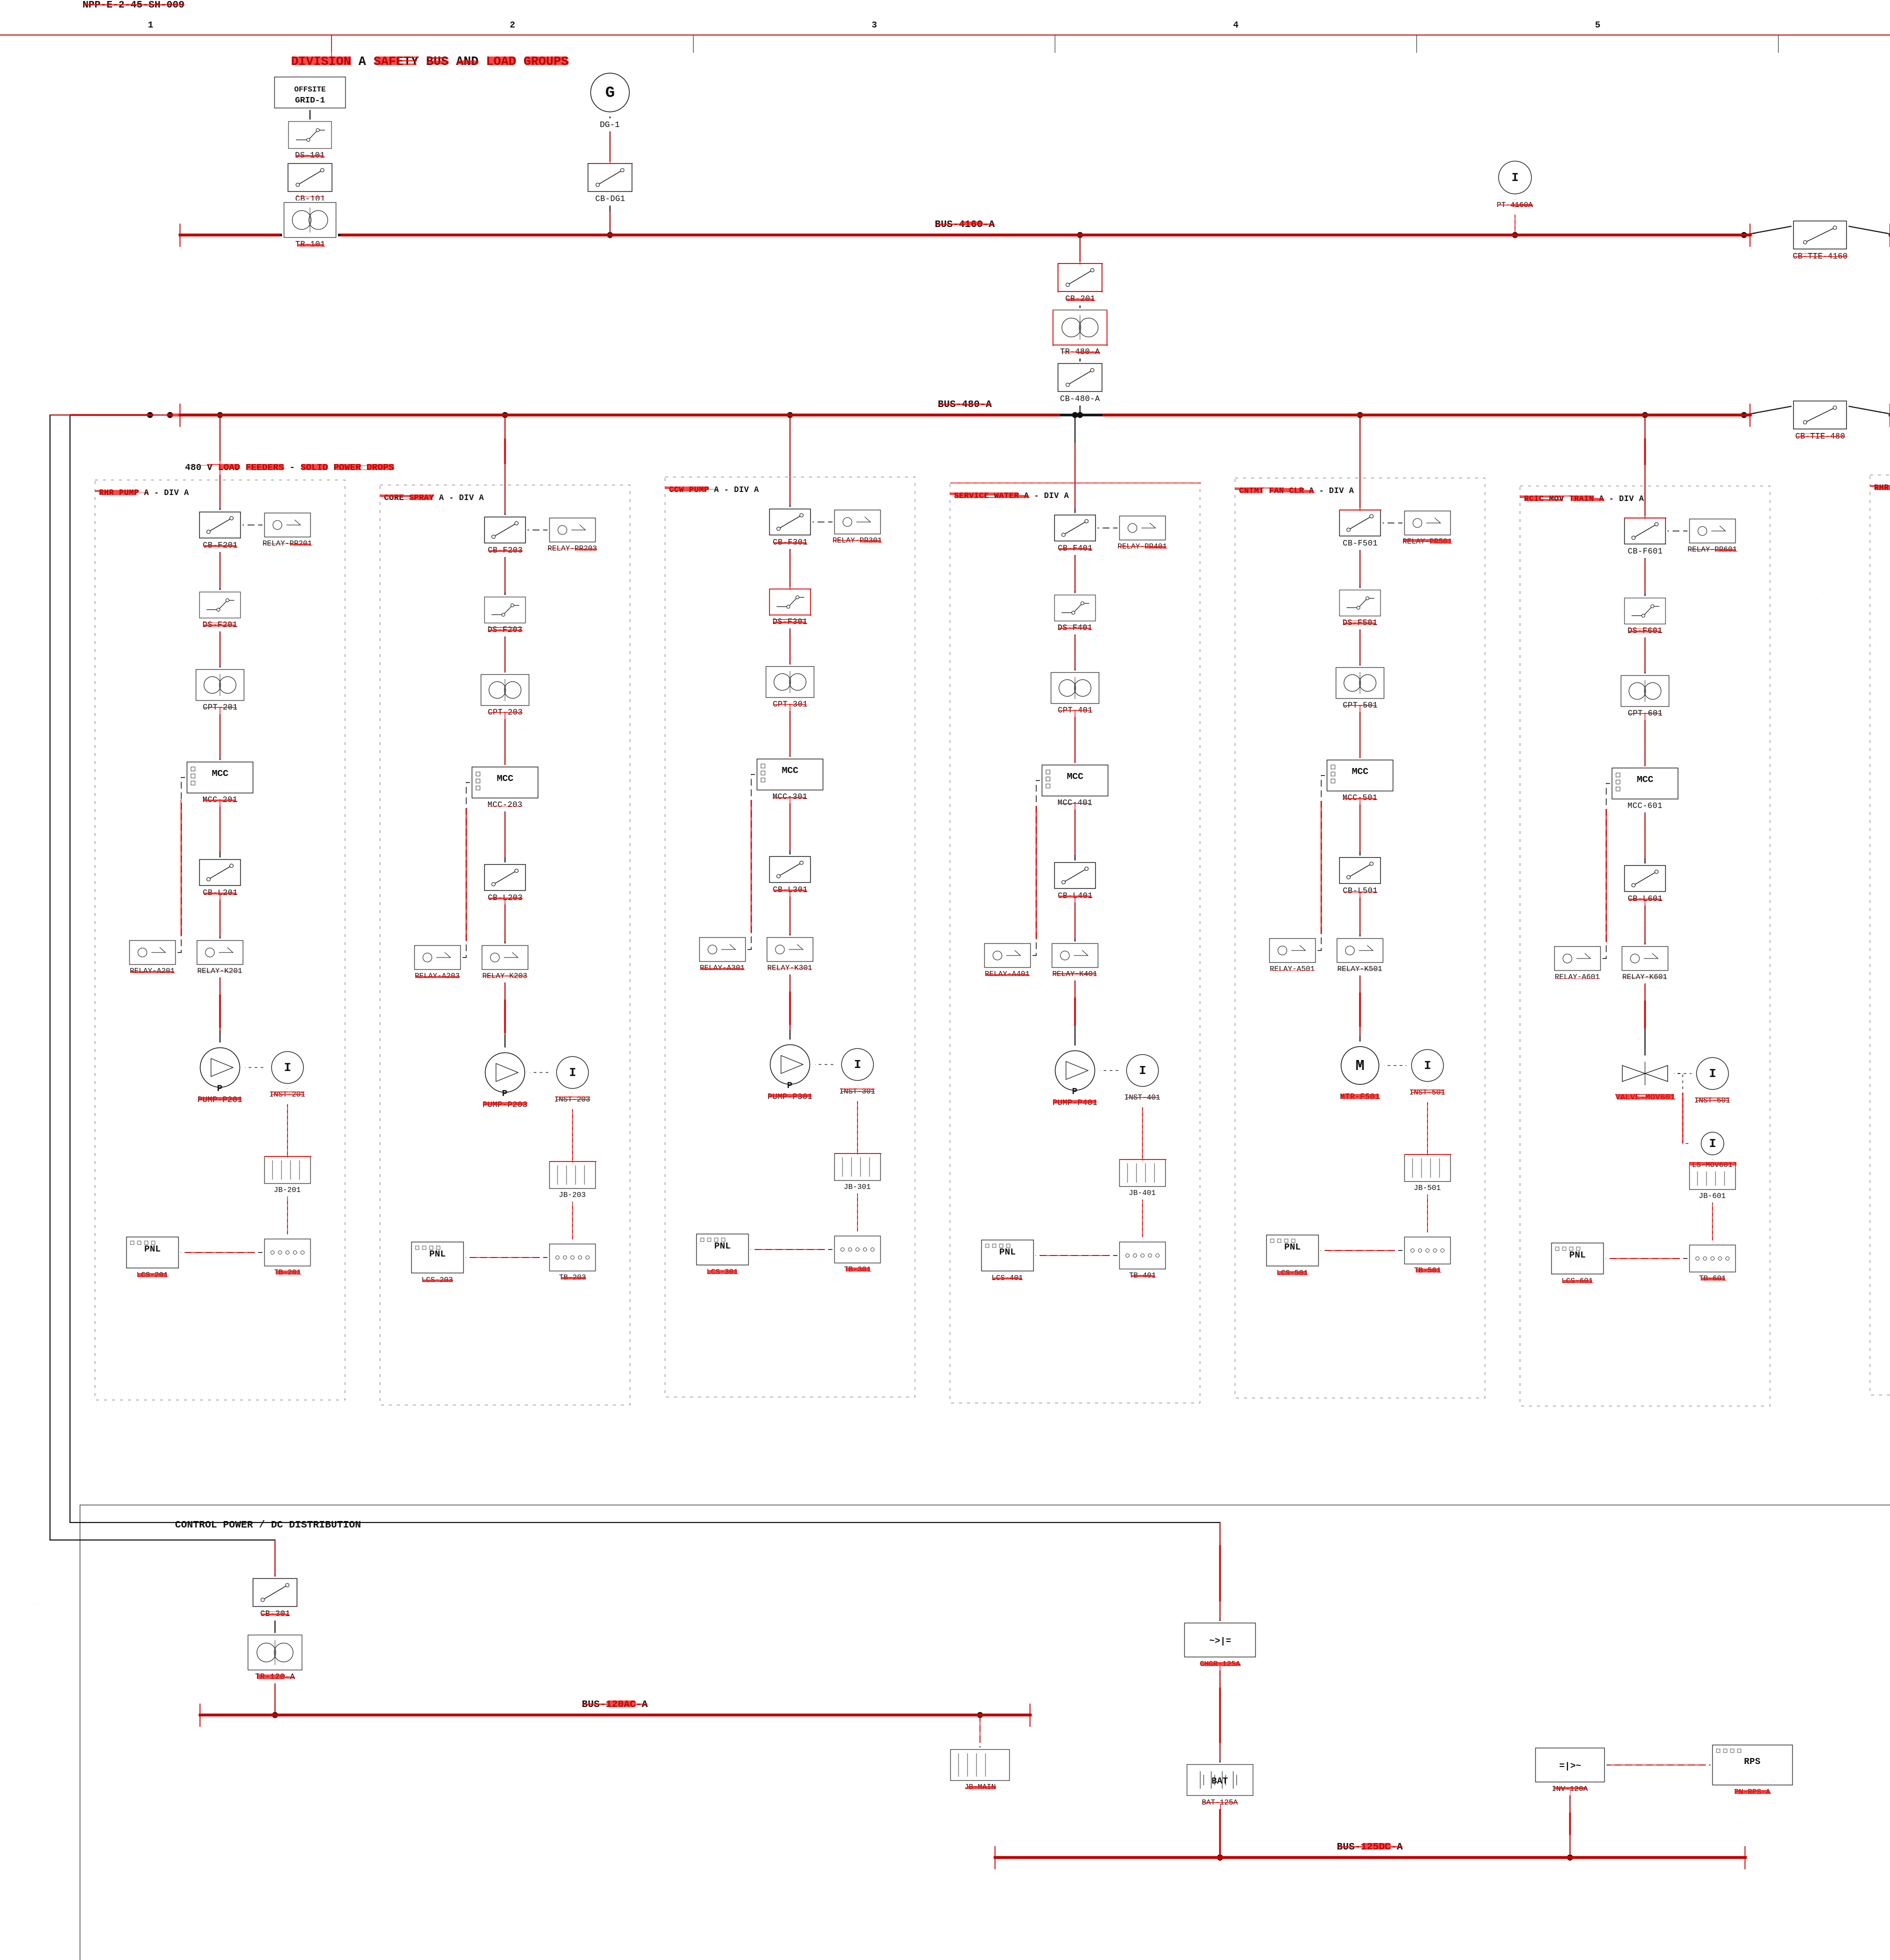 NPP-E-2-45-SH-009
1 2 3 4 5
DIVISION A SAFETY BUS AND LOAD GROUPS
OFFSITE
GRID-1
G
DG-1
DS-101
CB-101
CB-DG1
TR-101
I
PT-4160A
BUS-4160-A
CB-TIE-4160
CB-201
TR-480-A
CB-480-A
BUS-480-A
CB-TIE-480
480 V LOAD FEEDERS - SOLID POWER DROPS
RHR PUMP A - DIV A
CB-F201
RELAY-PR201
DS-F201
CPT-201
MCC
MCC-201
CB-L201
RELAY-A201
RELAY-K201
P
PUMP-P201
I
INST-201
JB-201
PNL
LCS-201
TB-201
CORE SPRAY A - DIV A
CB-F203
RELAY-PR203
DS-F203
CPT-203
MCC
MCC-203
CB-L203
RELAY-A203
RELAY-K203
P
PUMP-P203
I
INST-203
JB-203
PNL
LCS-203
TB-203
CCW PUMP A - DIV A
CB-F301
RELAY-PR301
DS-F301
CPT-301
MCC
MCC-301
CB-L301
RELAY-A301
RELAY-K301
P
PUMP-P301
I
INST-301
JB-301
PNL
LCS-301
TB-301
SERVICE WATER A - DIV A
CB-F401
RELAY-PR401
DS-F401
CPT-401
MCC
MCC-401
CB-L401
RELAY-A401
RELAY-K401
P
PUMP-P401
I
INST-401
JB-401
PNL
LCS-401
TB-401
CNTMT FAN CLR A - DIV A
CB-F501
RELAY-PR501
DS-F501
CPT-501
MCC
MCC-501
CB-L501
RELAY-A501
RELAY-K501
M
MTR-F501
I
INST-501
JB-501
PNL
LCS-501
TB-501
RCIC MOV TRAIN A - DIV A
CB-F601
RELAY-PR601
DS-F601
CPT-601
MCC
MCC-601
CB-L601
RELAY-A601
RELAY-K601
VALVE-MOV601
I
INST-601
I
LS-MOV601
JB-601
PNL
LCS-601
TB-601
RHR
CONTROL POWER / DC DISTRIBUTION
CB-301
TR-120-A
BUS-120AC-A
JB-MAIN
~>|=
CHGR-125A
BAT
BAT-125A
=|>~
INV-120A
RPS
PN-RPS-A
BUS-125DC-A